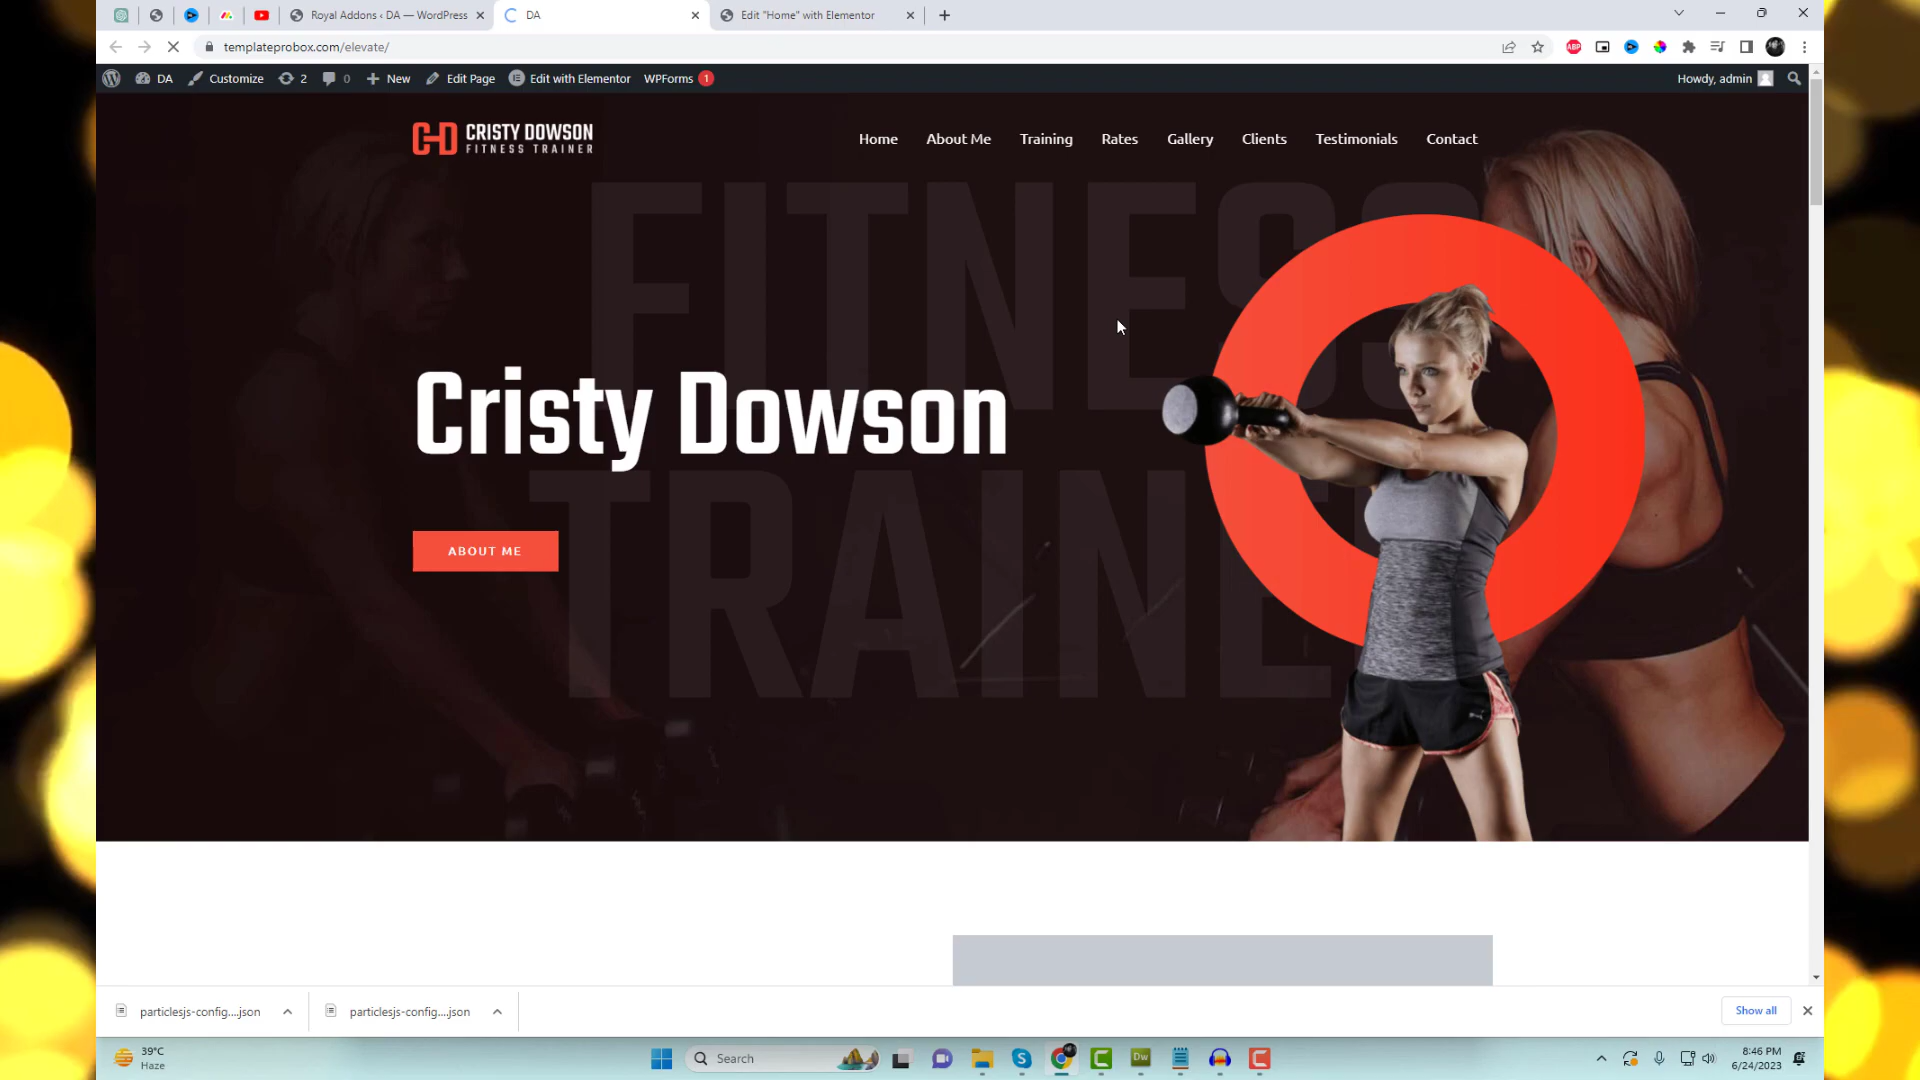 Royal Addons ‹ DA — WordPress
DA
Edit "Home" with Elementor
templateprobox.com/elevate/
ABP
DA
Customize
2
0
New
Edit Page
Edit with Elementor
WPForms
1
Howdy, admin
CRISTY DOWSON
FITNESS TRAINER
Home
About Me
Training
Rates
Gallery
Clients
Testimonials
Contact
FITNESS
Cristy Dowson
TRAINE
ABOUT ME
particlesjs-config....json
particlesjs-config....json
Show all
39°C
Haze
Search
Dw
8:46 PM
6/24/2023